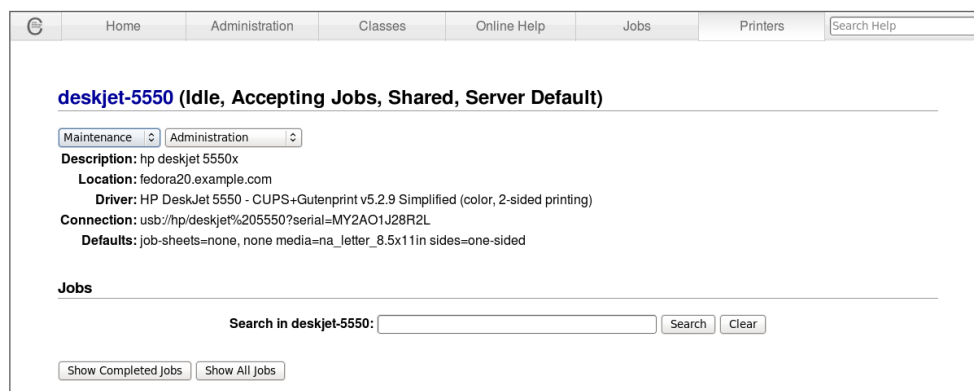 Home Administration Classes Online Help Jobs Printers Search Help
deskjet-5550 (Idle, Accepting Jobs, Shared, Server Default)
Maintenance Administration
Description: hp deskjet 5550x
Location: fedora20.example.com
Driver: HP DeskJet 5550 - CUPS+Gutenprint v5.2.9 Simplified (color, 2-sided printing)
Connection: usb://hp/deskjet%205550?serial=MY2AO1J28R2L
Defaults: job-sheets=none, none media=na_letter_8.5x11in sides=one-sided
Jobs
Search in deskjet-5550: Search Clear
Show Completed Jobs Show All Jobs